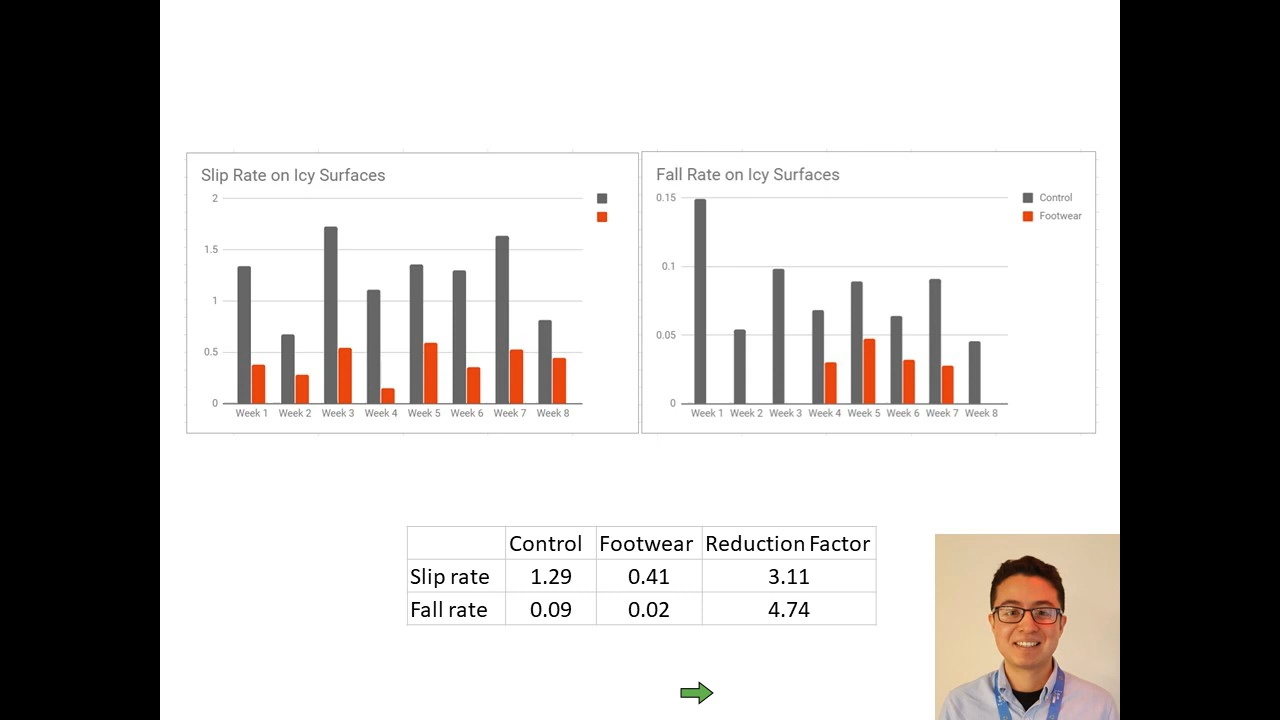 Slip Rate on Icy Surfaces
2
1.5
1
0.5
0
Week 1 Week 2 Week 3 Week 4 Week 5 Week 6 Week 7 Week 8
Fall Rate on Icy Surfaces
0.15
0.1
0.05
0
Control
Footwear
Week 1 Week 2 Week 3 Week 4 Week 5 Week 6 Week 7 Week 8
Control Footwear Reduction Factor
Slip rate 1.29 0.41 3.11
Fall rate 0.09 0.02 4.74